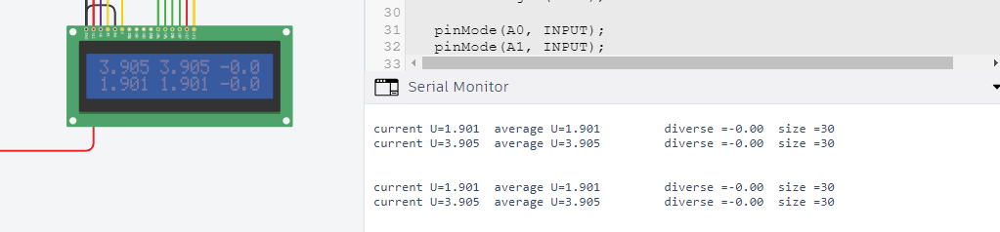 3.905 3.905 -0.0
1.901 1.901 -0.0
30
31 pinMode(A0, INPUT);
32 pinMode(A1, INPUT);
33
Serial Monitor
current U=1.901 average U=1.901 diverse =-0.00 size =30
current U=3.905 average U=3.905 diverse =-0.00 size =30
current U=1.901 average U=1.901 diverse =-0.00 size =30
current U=3.905 average U=3.905 diverse =-0.00 size =30